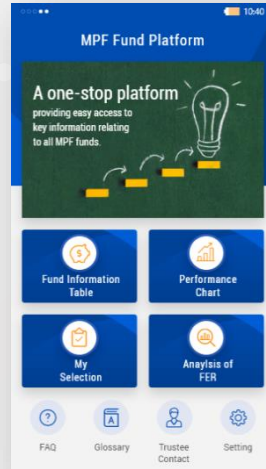 10:40
MPF Fund Platform
A one-stop platform
providing easy access to
key information relating
to all MPF funds.
$
Fund Information
Table
Performance
Chart
My
Selection
Anaylsis of
FER
?
A
FAQ
Glossary
Trustee
Contact
Setting